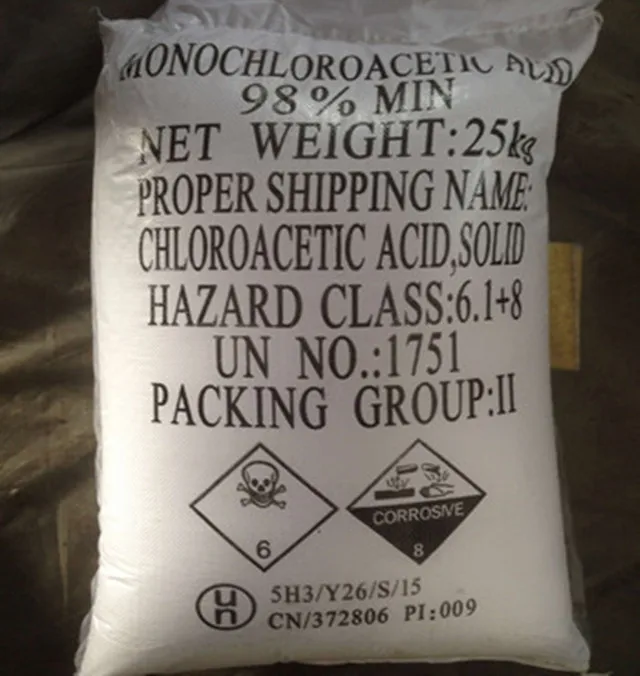 MONOCHLOROACETIC ACID
98% MIN
NET WEIGHT:25kg
PROPER SHIPPING NAME:
CHLOROACETIC ACID,SOLID
HAZARD CLASS:6.1+8
UN NO.:1751
PACKING GROUP:II
6
CORROSIVE
8
un
5H3/Y26/S/15
CN/372806 PI:009